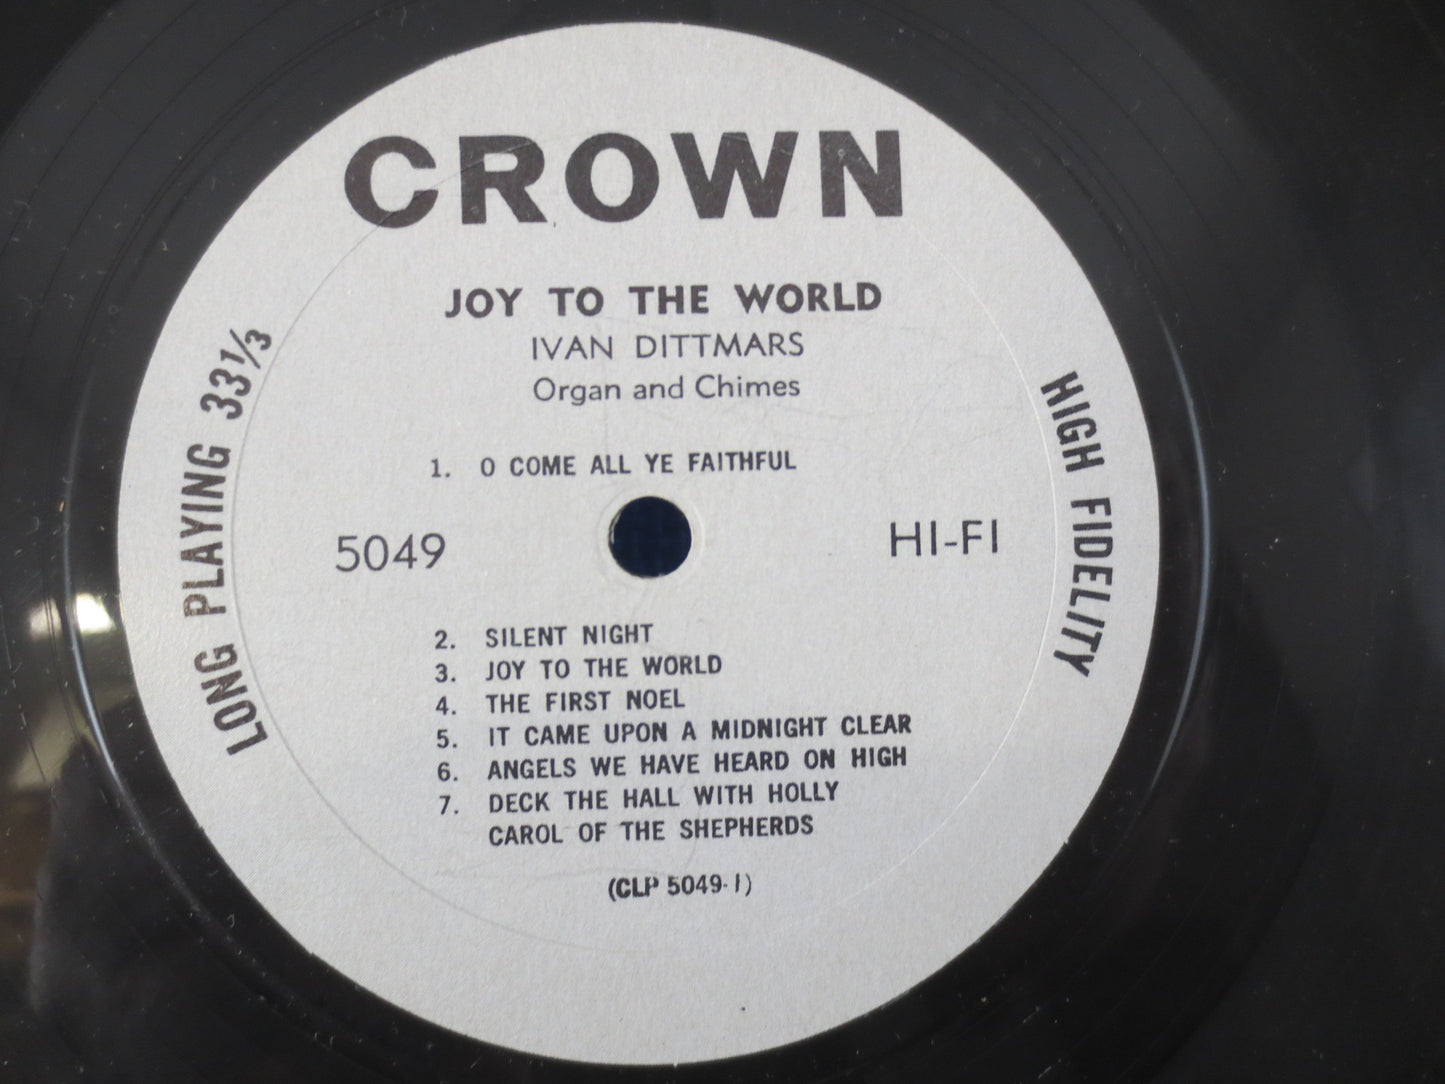 CROWN
JOY TO THE WORLD
IVAN DITTMARS
Organ and Chimes
1. O COME ALL YE FAITHFUL
5049
HI-FI
LONG PLAYING 33⅓
HIGH FIDELITY
2. SILENT NIGHT
3. JOY TO THE WORLD
4. THE FIRST NOEL
5. IT CAME UPON A MIDNIGHT CLEAR
6. ANGELS WE HAVE HEARD ON HIGH
7. DECK THE HALL WITH HOLLY
CAROL OF THE SHEPHERDS
(CLP 5049-1)